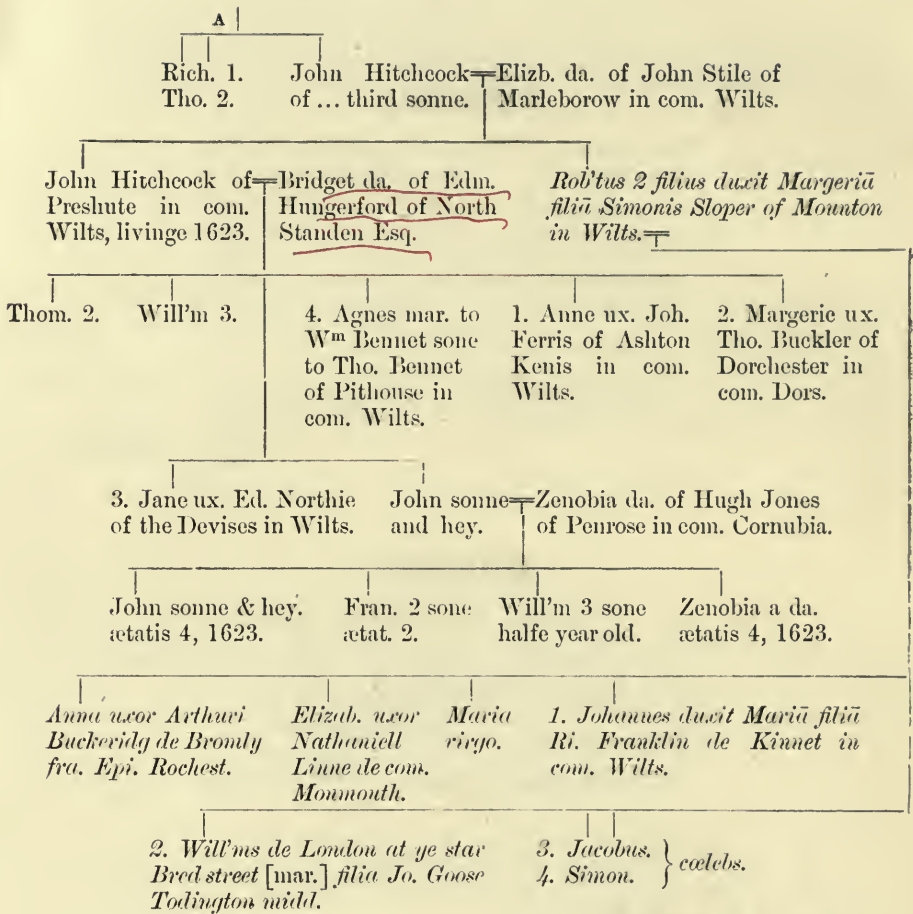 A
Rich. 1.
Tho. 2.
John Hitchcock
of ... third sonne.
Elizb. da. of John Stile of
Marleborow in com. Wilts.
John Hitchcock of
Preshute in com.
Wilts, livinge 1623.
Bridget da. of Edm.
Hungerford of North
Standen Esq.
Rob'tus 2 filius duxit Margeriā
filiā Simonis Sloper of Mounton
in Wilts.
Thom. 2.
Will'm 3.
4. Agnes mar. to
Wᵐ Bennet sone
to Tho. Bennet
of Pithouse in
com. Wilts.
1. Anne ux. Joh.
Ferris of Ashton
Kenis in com.
Wilts.
2. Margerie ux.
Tho. Buckler of
Dorchester in
com. Dors.
3. Jane ux. Ed. Northie
of the Devises in Wilts.
John sonne
and hey.
Zenobia da. of Hugh Jones
of Penrose in com. Cornubia.
John sonne & hey.
ætatis 4, 1623.
Fran. 2 sone
ætat. 2.
Will'm 3 sone
halfe year old.
Zenobia a da.
ætatis 4, 1623.
Anna uxor Arthuri
Buckeridg de Bromly
fra. Epi. Rochest.
Elizab. uxor
Nathaniell
Linne de com.
Monmouth.
Maria
virgo.
1. Johannes duxit Mariā filiā
Ri. Franklin de Kinnet in
com. Wilts.
2. Will'ms de London at ye star
Bred street [mar.] filia Jo. Goose
Todington midd.
3. Jacobus.
4. Simon.
} cœlebs.